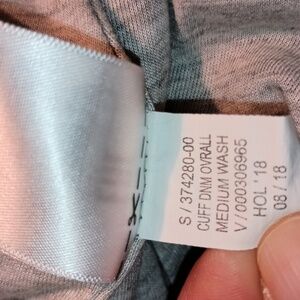 S / 374280-00
CUFF DNM OVRALL
MEDIUM WASH
V / 000306965
HOL ' 18
08 / 18